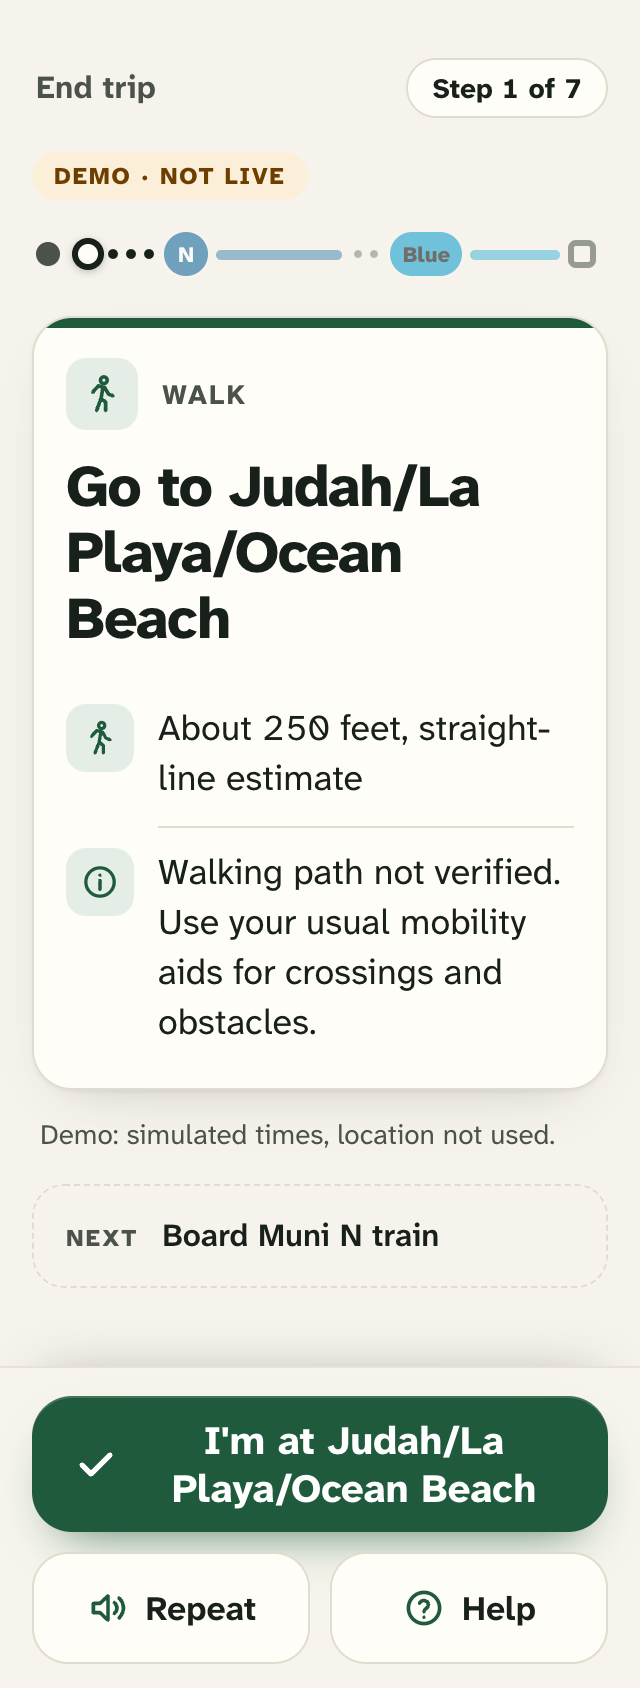 End trip
Step 1 of 7
DEMO · NOT LIVE
N
Blue
WALK
Go to Judah/La
Playa/Ocean
Beach
About 250 feet, straight-
line estimate
Walking path not verified.
Use your usual mobility
aids for crossings and
obstacles.
Demo: simulated times, location not used.
NEXT Board Muni N train
I'm at Judah/La
Playa/Ocean Beach
Repeat
Help